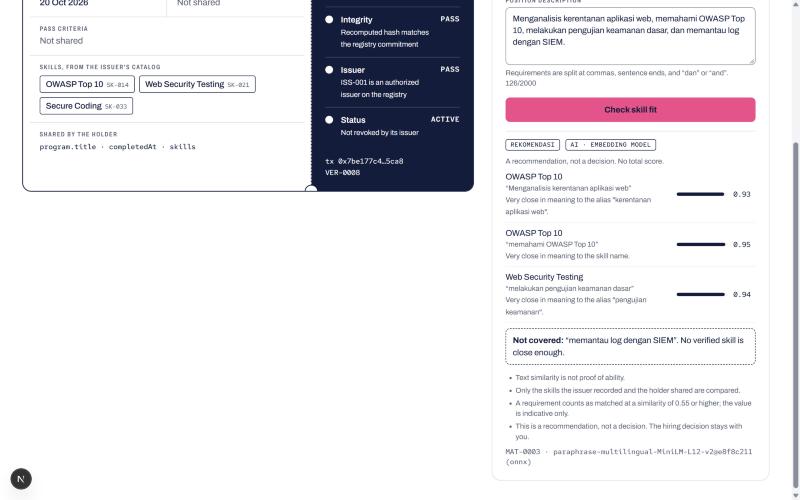 20 Oct 2026
Not shared
PASS CRITERIA
Not shared
SKILLS, FROM THE ISSUER'S CATALOG
OWASP Top 10 SK-014
Web Security Testing SK-021
Secure Coding SK-033
SHARED BY THE HOLDER
program.title · completedAt · skills
Integrity PASS
Recomputed hash matches
the registry commitment
Issuer PASS
ISS-001 is an authorized
issuer on the registry
Status ACTIVE
Not revoked by its issuer
tx 0x7be177c4…5ca8
VER-0008
POSITION DESCRIPTION
Menganalisis kerentanan aplikasi web, memahami OWASP Top
10, melakukan pengujian keamanan dasar, dan memantau log
dengan SIEM.
Requirements are split at commas, sentence ends, and “dan” or “and”.
126/2000
Check skill fit
REKOMENDASI
AI · EMBEDDING MODEL
A recommendation, not a decision. No total score.
OWASP Top 10
“Menganalisis kerentanan aplikasi web”
Very close in meaning to the alias "kerentanan
aplikasi web".
0.93
OWASP Top 10
“memahami OWASP Top 10”
Very close in meaning to the skill name.
0.95
Web Security Testing
“melakukan pengujian keamanan dasar”
Very close in meaning to the alias "pengujian
keamanan".
0.94
Not covered: “memantau log dengan SIEM”. No verified skill is
close enough.
• Text similarity is not proof of ability.
• Only the skills the issuer recorded and the holder shared are compared.
• A requirement counts as matched at a similarity of 0.55 or higher; the value
is indicative only.
• This is a recommendation, not a decision. The hiring decision stays with
you.
MAT-0003 · paraphrase-multilingual-MiniLM-L12-v2@e8f8c211
(onnx)
N